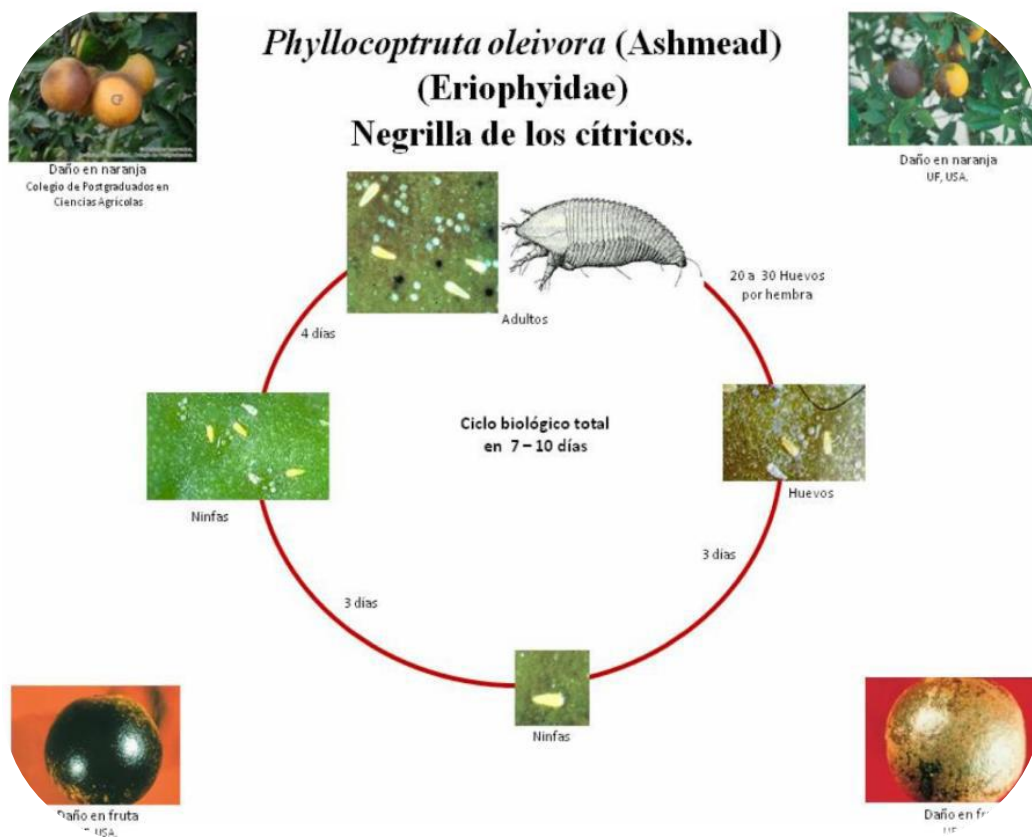 Phyllocoptruta oleivora (Ashmead)
(Eriophyidae)
Negrilla de los cítricos.
Daño en naranja
Colegio de Postgraduados en
Ciencias Agrícolas
Daño en naranja
UF, USA.
Adultos
20 a 30 Huevos
por hembra
4 días
Ciclo biológico total
en 7 – 10 días
Ninfas
Huevos
3 días
3 días
Ninfas
Daño en fruta
USA.
Daño en